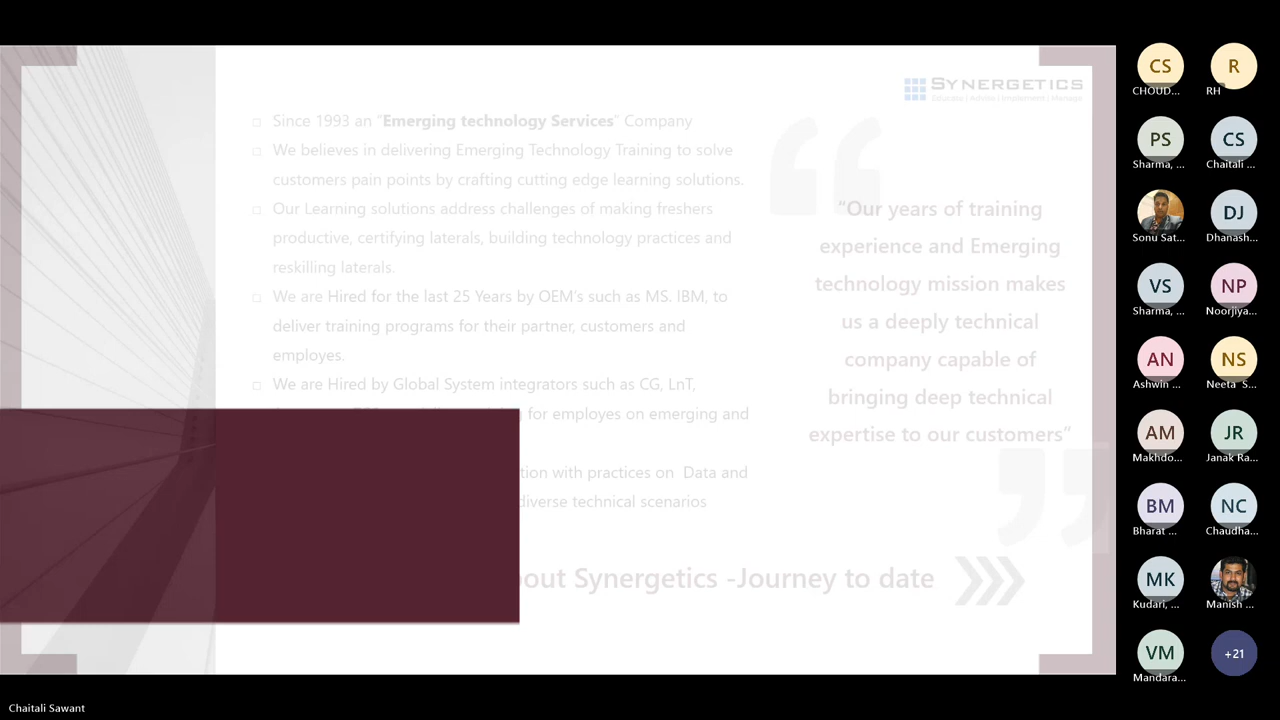 SYNERGETICS
Educate | Advise | Implement | Manage
□ Since 1993 an “Emerging technology Services” Company
□ We believes in delivering Emerging Technology Training to solve
customers pain points by crafting cutting edge learning solutions.
□ Our Learning solutions address challenges of making freshers
productive, certifying laterals, building technology practices and
reskilling laterals.
□ We are Hired for the last 25 Years by OEM's such as MS. IBM, to
deliver training programs for their partner, customers and
employes.
□ We are Hired by Global System integrators such as CG, LnT,
for employes on emerging and
tion with practices on Data and
diverse technical scenarios
“Our years of training
experience and Emerging
technology mission makes
us a deeply technical
company capable of
bringing deep technical
expertise to our customers”
out Synergetics -Journey to date
CS
CHOUD...
R
RH
PS
Sharma, ...
CS
Chaitali ...
Sonu Sat...
DJ
Dhanash...
VS
Sharma, ...
NP
Noorjiya...
AN
Ashwin ...
NS
Neeta S...
AM
Makhdo...
JR
Janak Ra...
BM
Bharat ...
NC
Chaudha...
MK
Kudari, ...
Manish ...
VM
Mandara...
+21
Chaitali Sawant